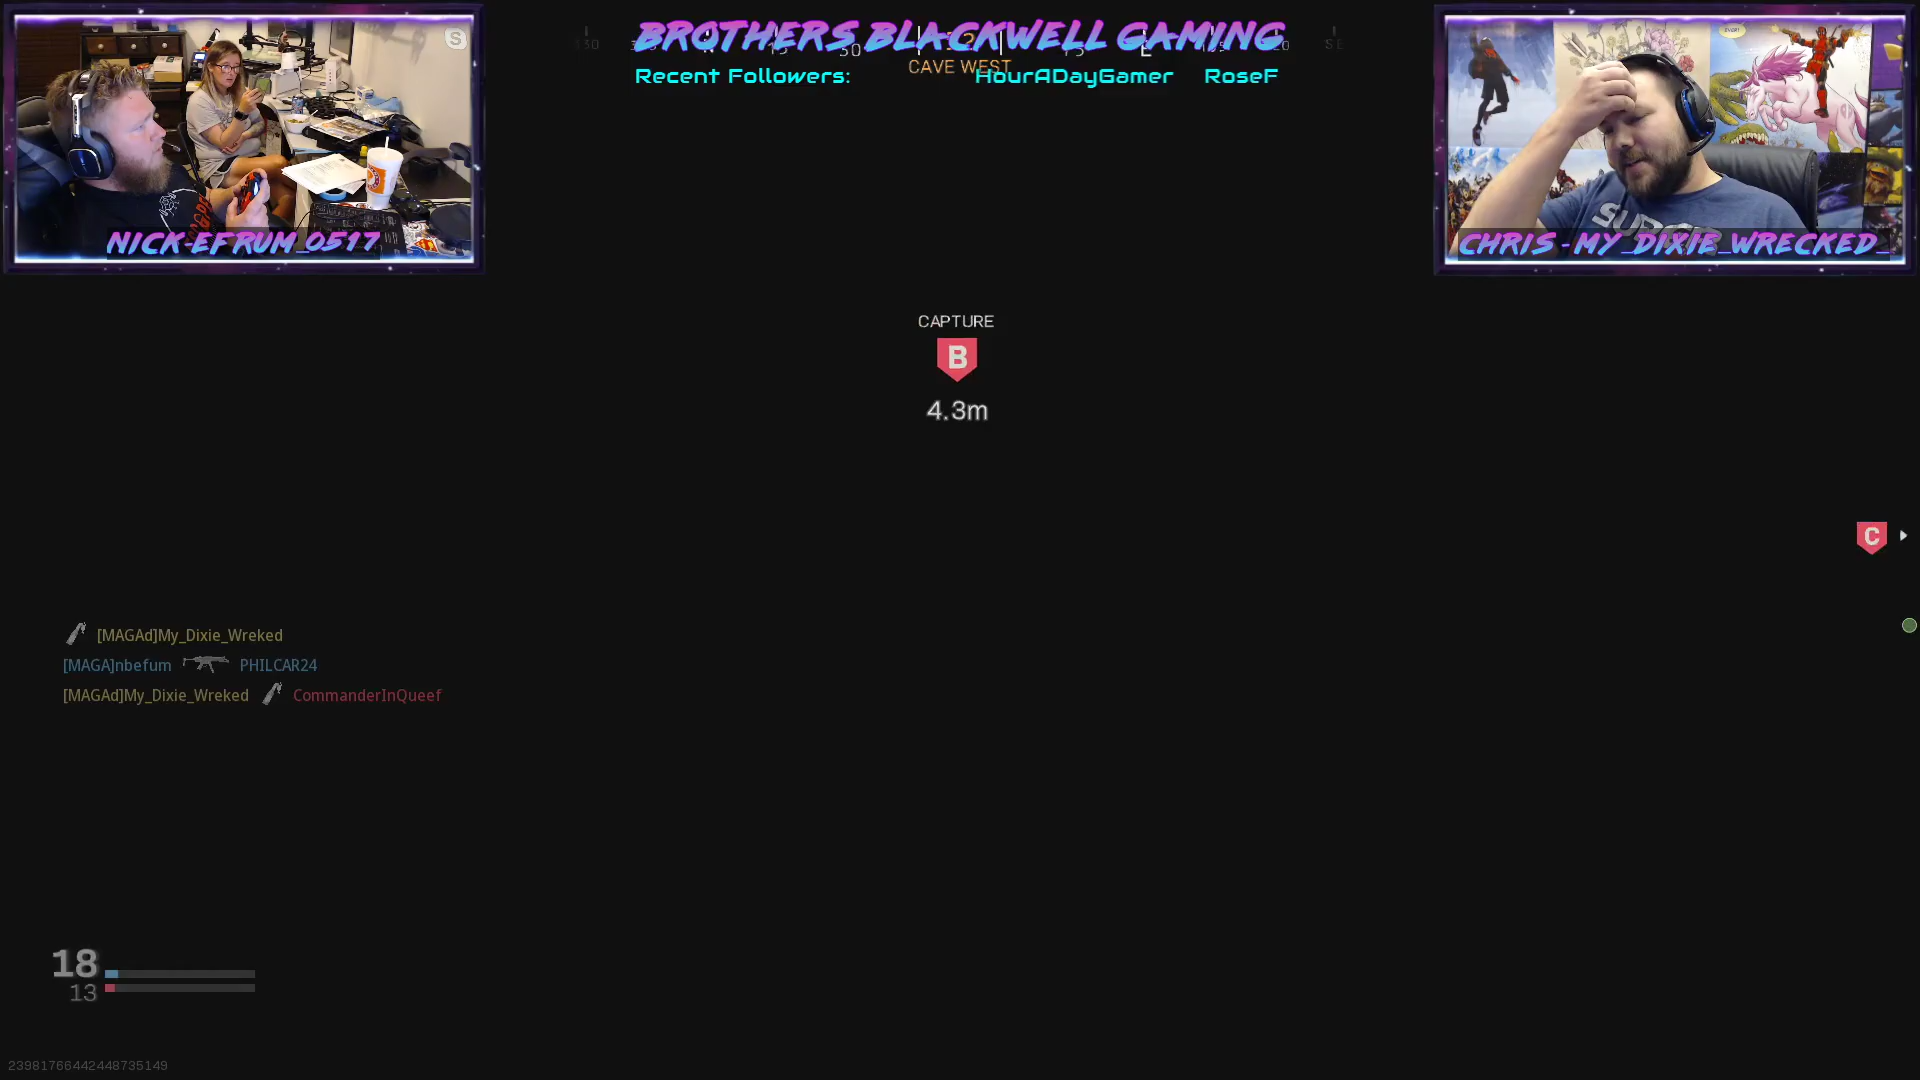 BROTHERS BLACKWELL GAMING
CAVE WEST
Recent Followers: HourADayGamer RoseF
NICK-EFRUM_0517
CHRIS - MY_DIXIE_WRECKED_
CAPTURE
B
4.3m
C
[MAGAd]My_Dixie_Wreked
[MAGA]nbefum PHILCAR24
[MAGAd]My_Dixie_Wreked CommanderInQueef
18
13
23981766442448735149